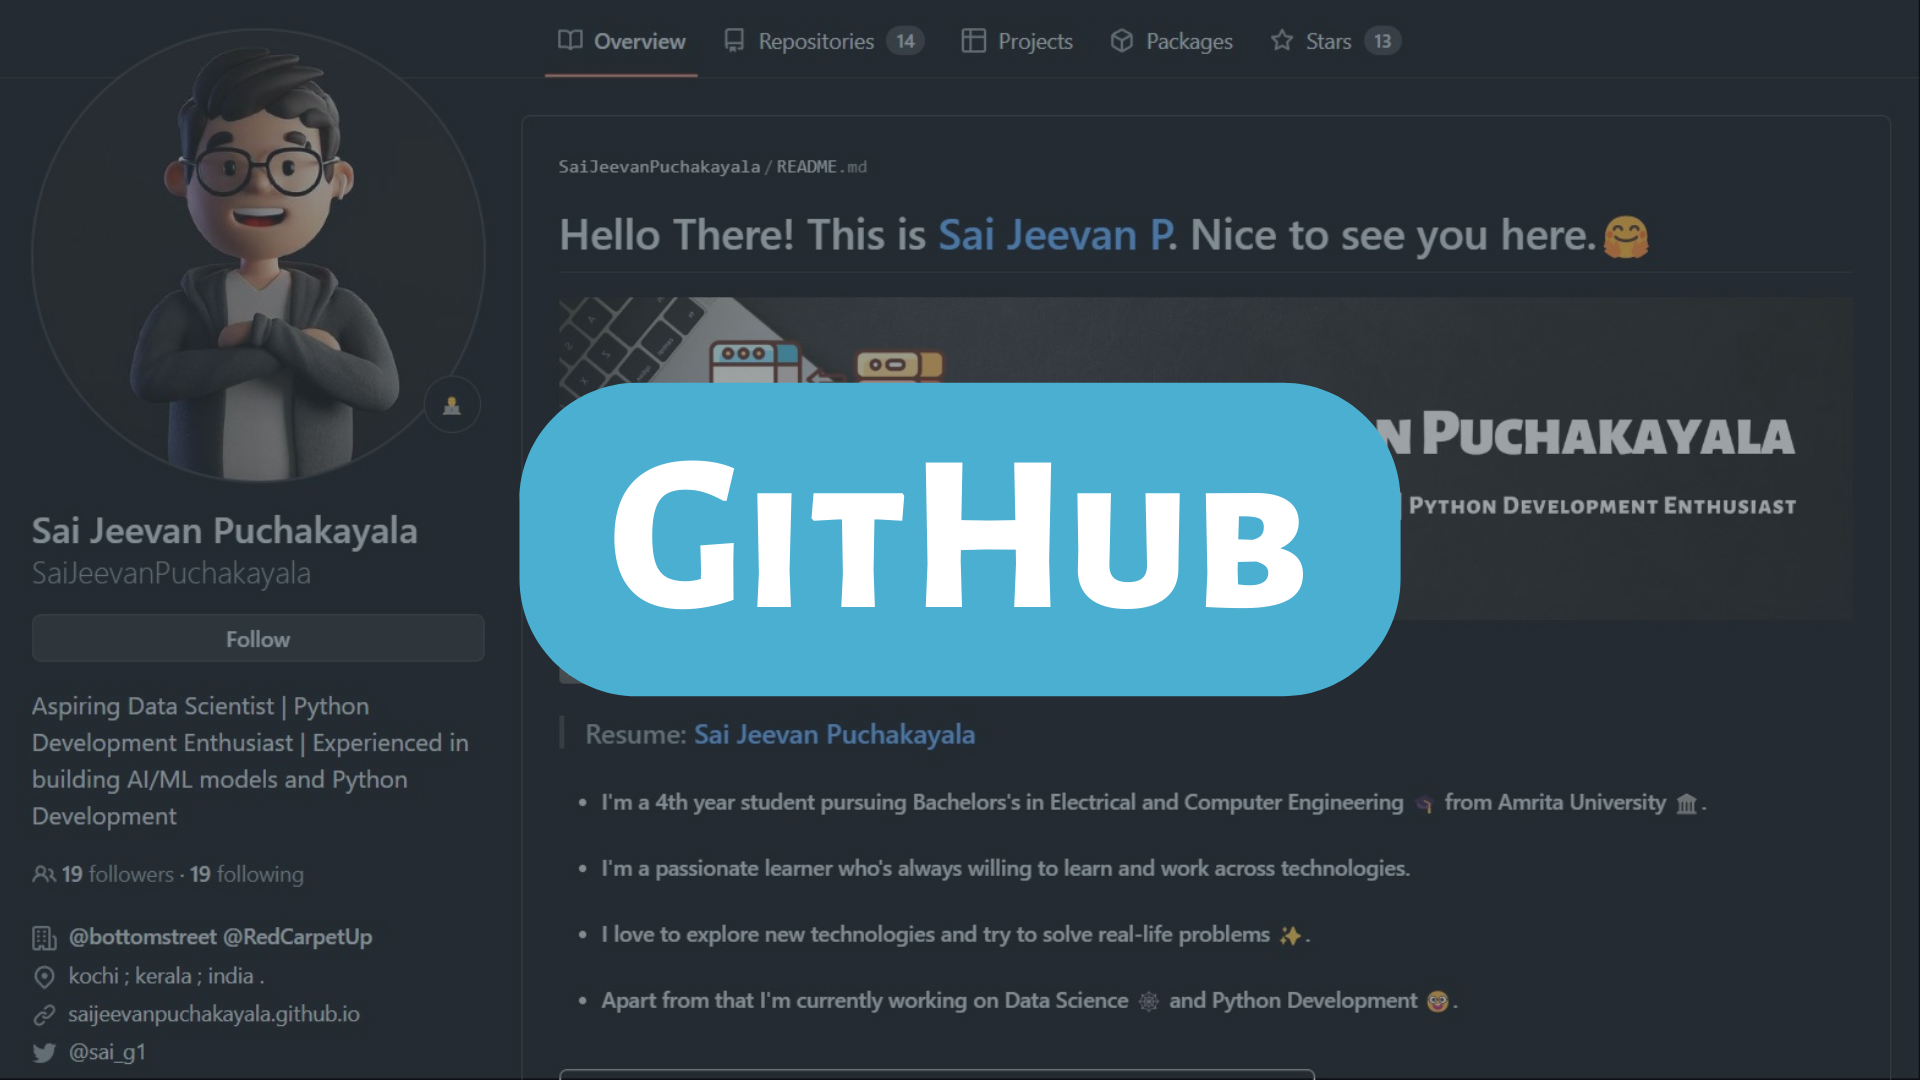 Overview Repositories 14 Projects Packages Stars 13
SaiJeevanPuchakayala / README.md
Hello There! This is Sai Jeevan P. Nice to see you here.🤗
N PUCHAKAYALA
PYTHON DEVELOPMENT ENTHUSIAST
GITHUB
Sai Jeevan Puchakayala
SaiJeevanPuchakayala
Follow
Aspiring Data Scientist | Python
Development Enthusiast | Experienced in
building AI/ML models and Python
Development
19 followers · 19 following
@bottomstreet @RedCarpetUp
kochi ; kerala ; india .
saijeevanpuchakayala.github.io
@sai_g1
Resume: Sai Jeevan Puchakayala
• I'm a 4th year student pursuing Bachelors's in Electrical and Computer Engineering from Amrita University 🏛️ .
• I'm a passionate learner who's always willing to learn and work across technologies.
• I love to explore new technologies and try to solve real-life problems ✨ .
• Apart from that I'm currently working on Data Science and Python Development .